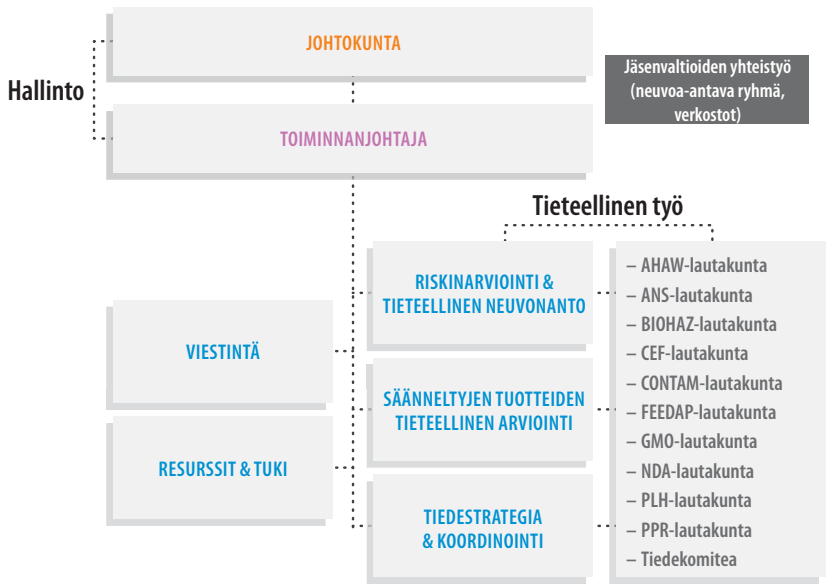 JOHTOKUNTA
Hallinto
Jäsenvaltioiden yhteistyö
(neuvoa-antava ryhmä,
verkostot)
TOIMINNANJOHTAJA
Tieteellinen työ
RISKINARVIOINTI &
TIETEELLINEN NEUVONANTO
VIESTINTÄ
SÄÄNNELTYJEN TUOTTEIDEN
TIETEELLINEN ARVIOINTI
RESURSSIT & TUKI
TIEDESTRATEGIA
& KOORDINOINTI
– AHAW-lautakunta
– ANS-lautakunta
– BIOHAZ-lautakunta
– CEF-lautakunta
– CONTAM-lautakunta
– FEEDAP-lautakunta
– GMO-lautakunta
– NDA-lautakunta
– PLH-lautakunta
– PPR-lautakunta
– Tiedekomitea